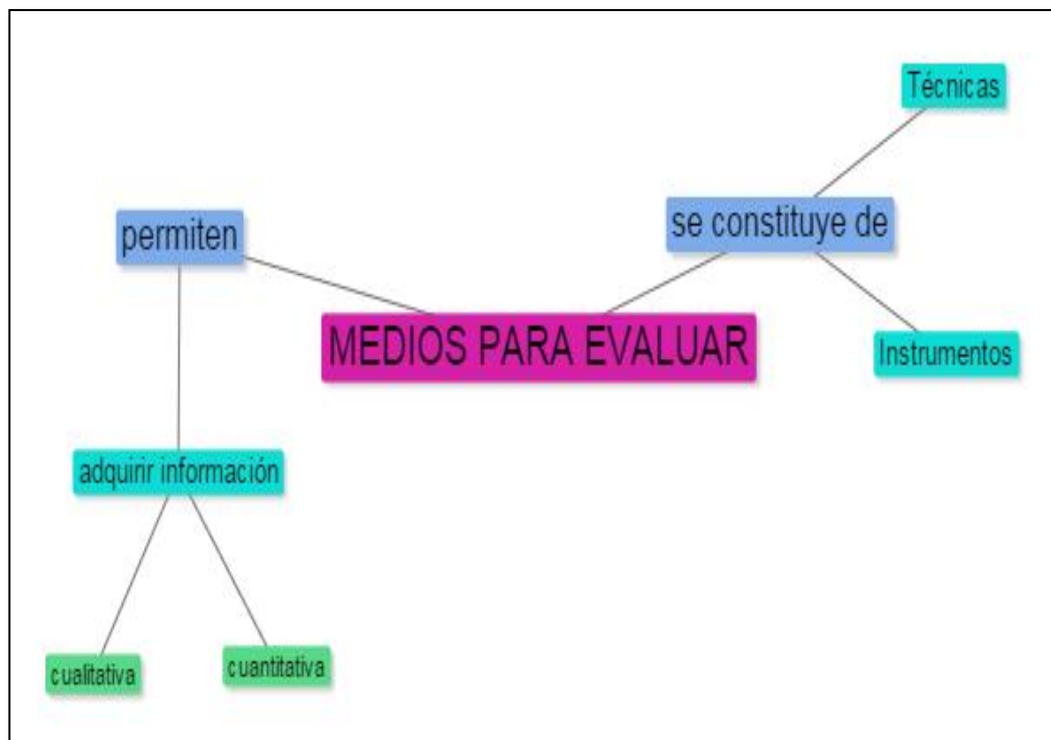 Técnicas
permiten
se constituye de
MEDIOS PARA EVALUAR
Instrumentos
adquirir información
cualitativa
cuantitativa